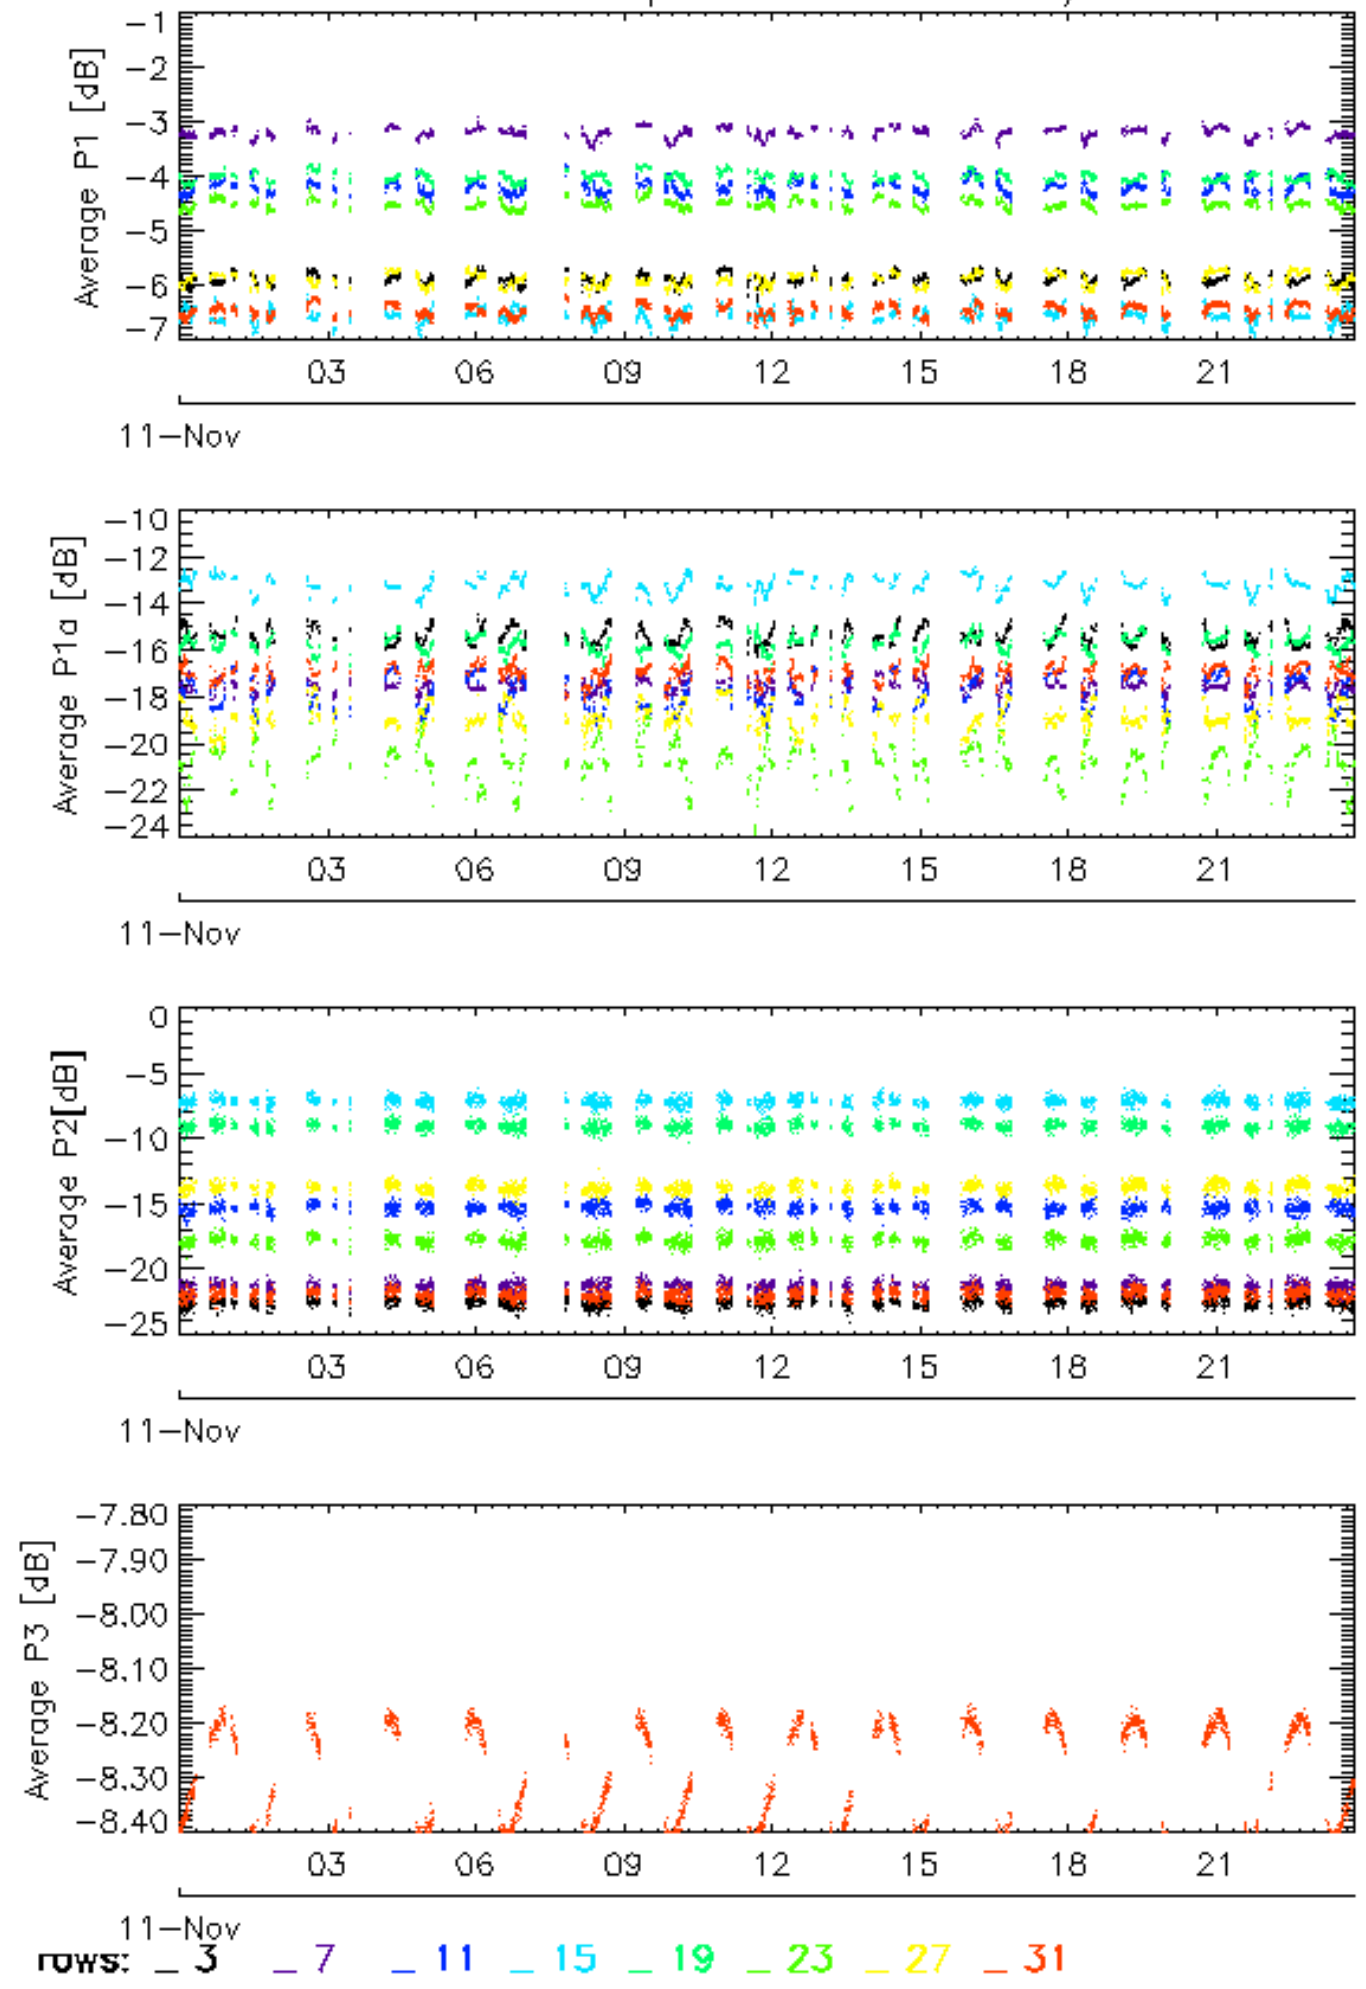 Average P1 [dB]
-1
-2
-3
-4
-5
-6
-7
03 06 09 12 15 18 21
11-Nov
Average P1a [dB]
-10
-12
-14
-16
-18
-20
-22
-24
03 06 09 12 15 18 21
11-Nov
Average P2[dB]
0
-5
-10
-15
-20
-25
03 06 09 12 15 18 21
11-Nov
Average P3 [dB]
-7.80
-7.90
-8.00
-8.10
-8.20
-8.30
-8.40
03 06 09 12 15 18 21
11-Nov
rows: _ 3 _ 7 _ 11 _ 15 _ 19 _ 23 _ 27 _ 31